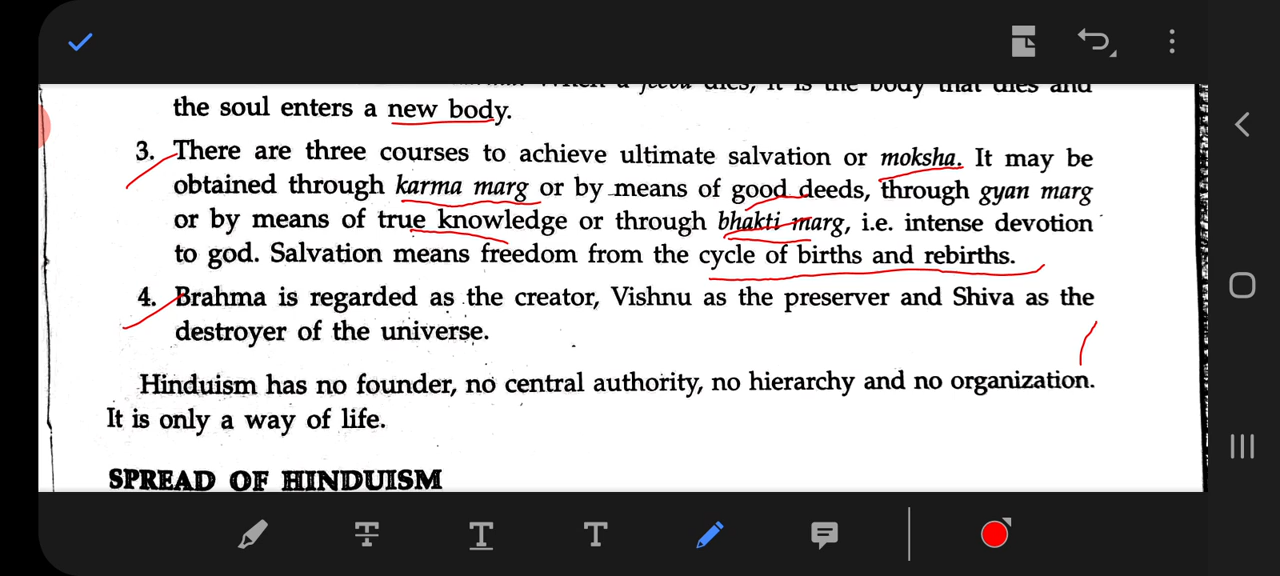 the soul enters a new body.
3. There are three courses to achieve ultimate salvation or moksha. It may be
obtained through karma marg or by means of good deeds, through gyan marg
or by means of true knowledge or through bhakti marg, i.e. intense devotion
to god. Salvation means freedom from the cycle of births and rebirths.
4. Brahma is regarded as the creator, Vishnu as the preserver and Shiva as the
destroyer of the universe.
Hinduism has no founder, no central authority, no hierarchy and no organization.
It is only a way of life.
SPREAD OF HINDUISM